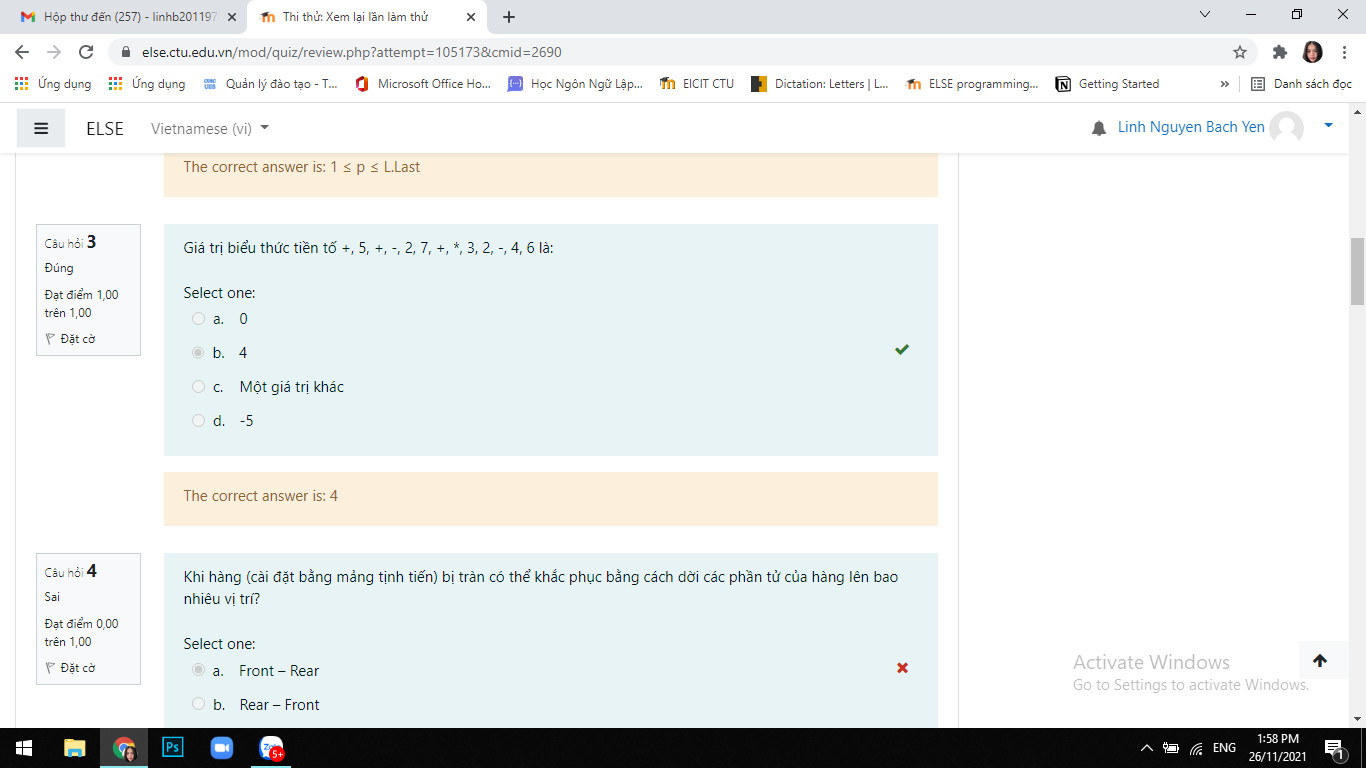 Hộp thư đến (257) - linhb201197
Thi thử: Xem lại lần làm thử
else.ctu.edu.vn/mod/quiz/review.php?attempt=105173&cmid=2690
Ứng dụng
Ứng dụng
Quản lý đào tạo - T...
Microsoft Office Ho...
Học Ngôn Ngữ Lập...
EICIT CTU
Dictation: Letters | L...
ELSE programming...
Getting Started
»
Danh sách đọc
ELSE
Vietnamese (vi)
Linh Nguyen Bach Yen
The correct answer is: 1 ≤ p ≤ L.Last
Câu hỏi 3
Đúng
Đạt điểm 1,00
trên 1,00
Đặt cờ
Giá trị biểu thức tiền tố +, 5, +, -, 2, 7, +, *, 3, 2, -, 4, 6 là:
Select one:
a. 0
b. 4
c. Một giá trị khác
d. -5
The correct answer is: 4
Câu hỏi 4
Sai
Đạt điểm 0,00
trên 1,00
Đặt cờ
Khi hàng (cài đặt bằng mảng tịnh tiến) bị tràn có thể khắc phục bằng cách dời các phần tử của hàng lên bao
nhiêu vị trí?
Select one:
a. Front – Rear
b. Rear – Front
Activate Windows
Go to Settings to activate Windows.
Ps
Zalo
5+
ENG
1:58 PM
26/11/2021
1